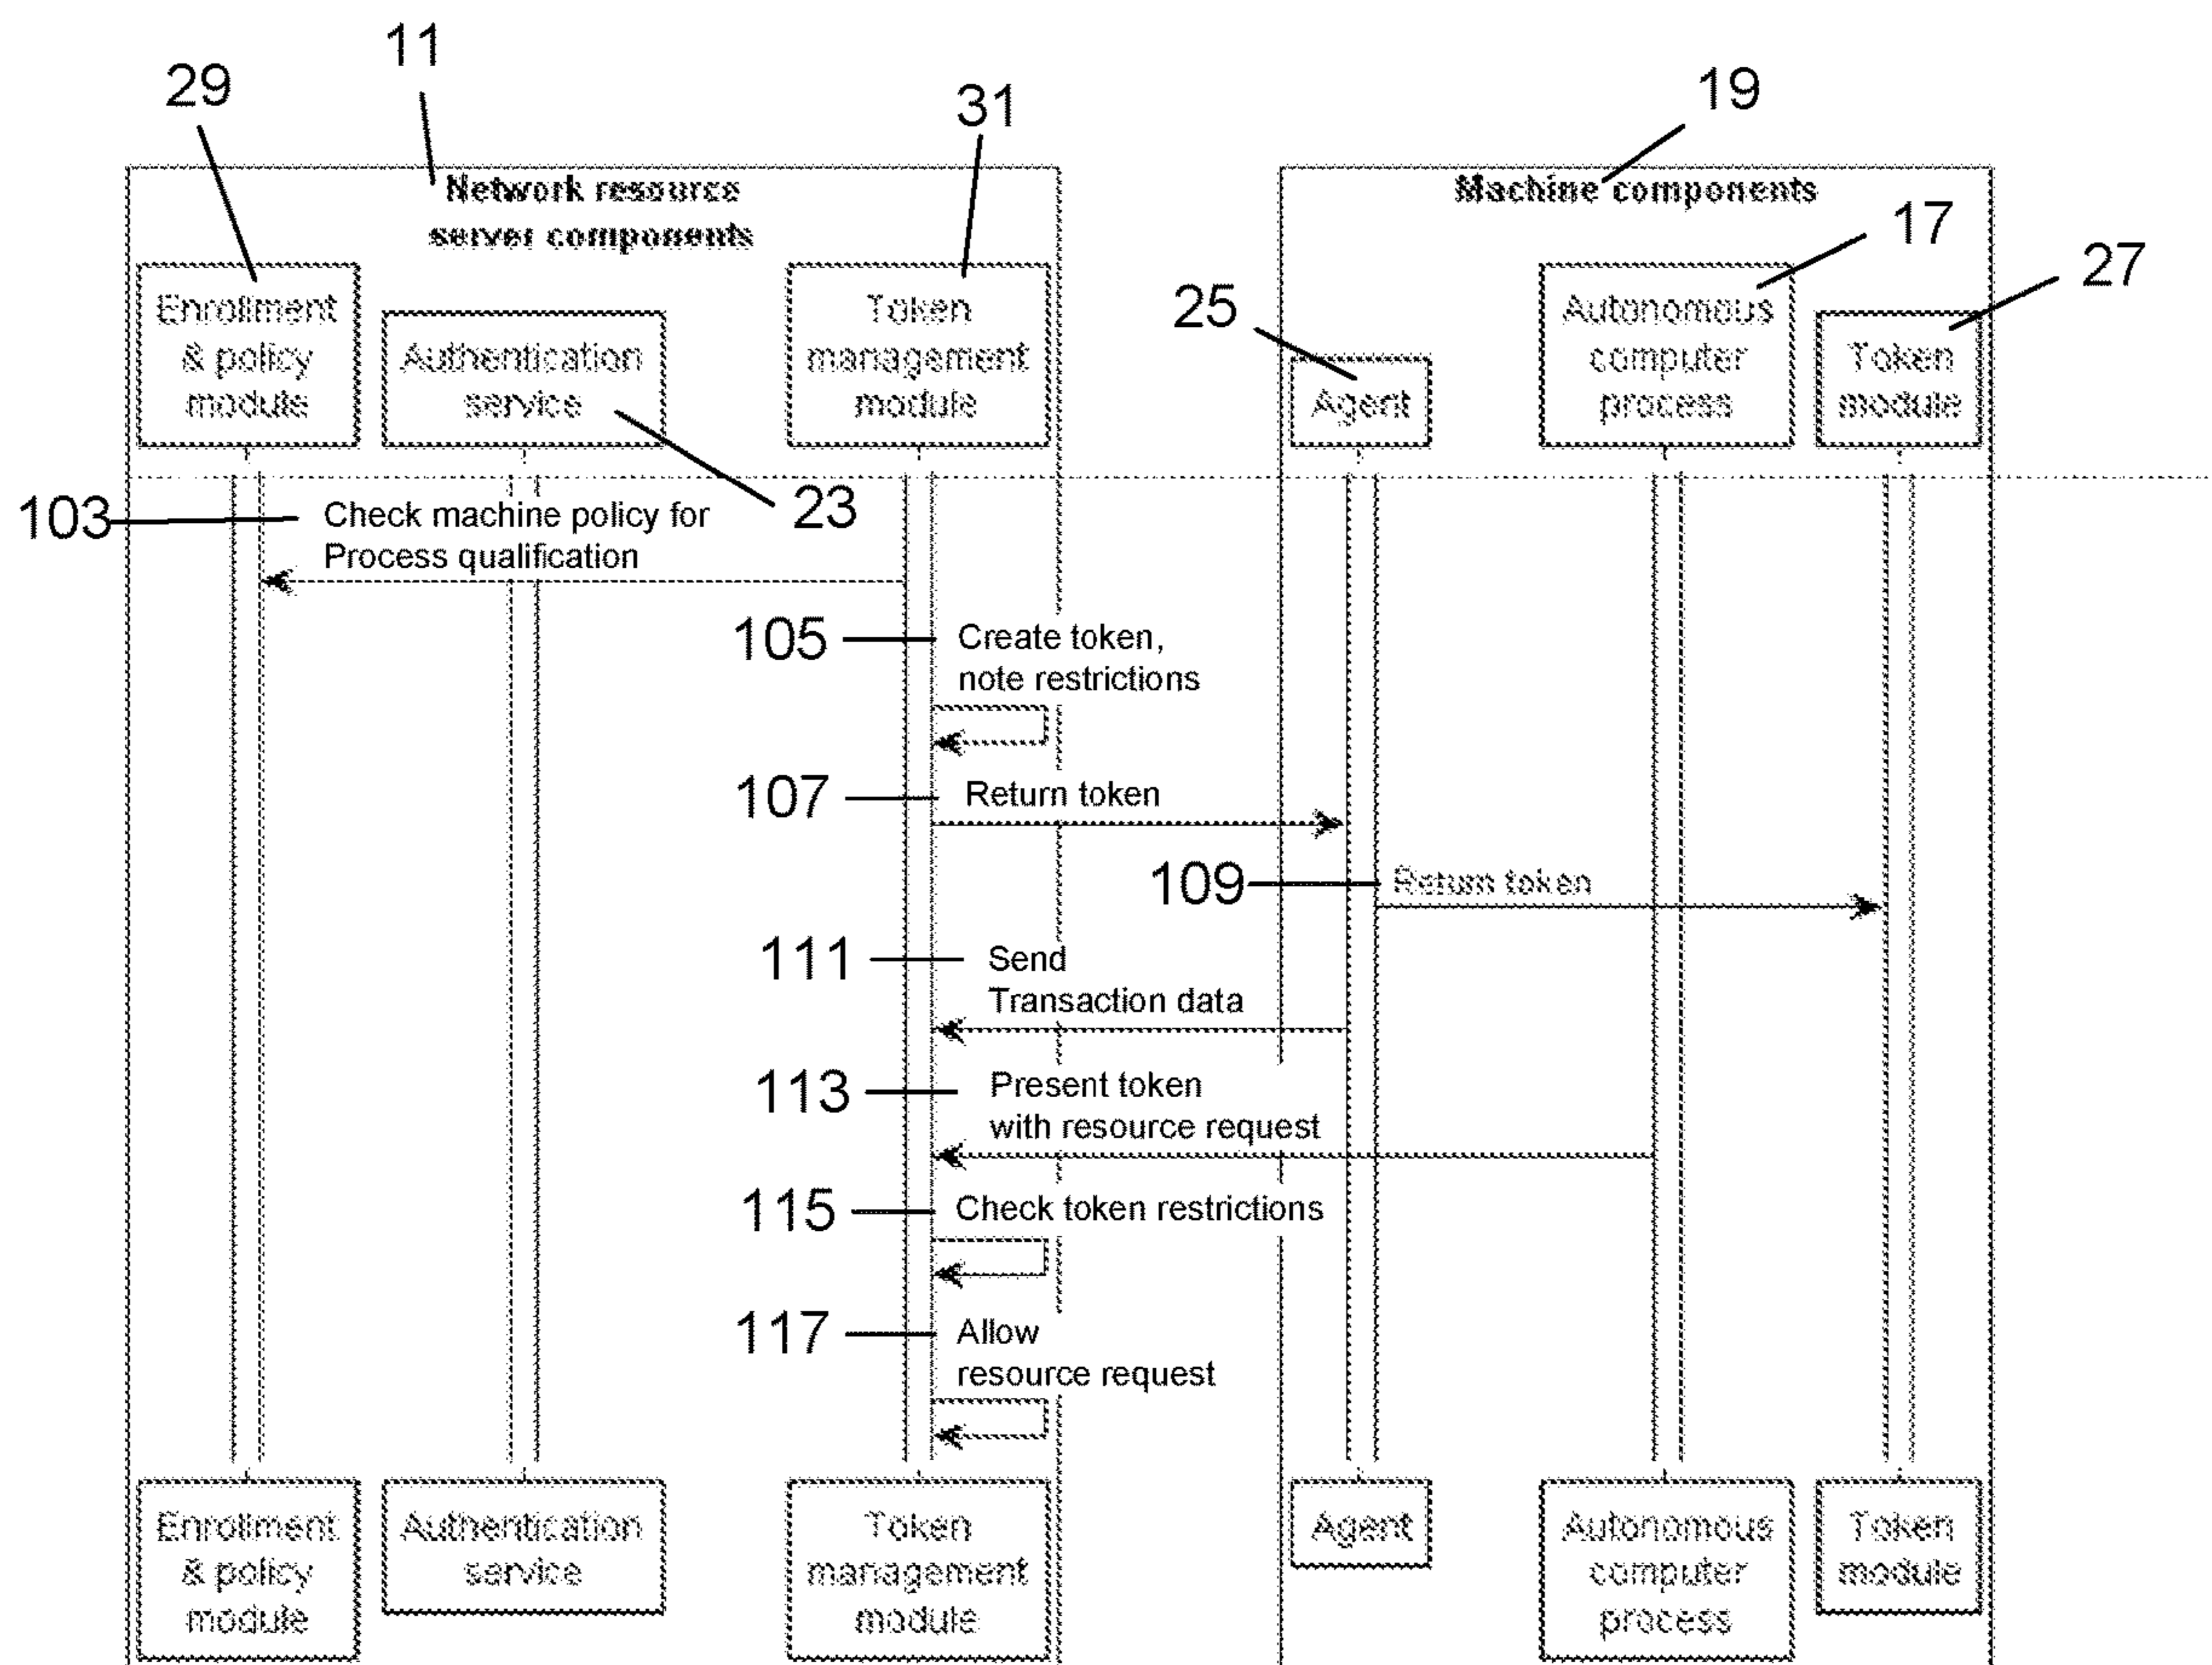 11
29
31
19
Network resource
server components
Machine components
17
27
25
Enrollment
& policy
module
Authentication
service
Token
management
module
Agent
Autonomous
computer
process
Token
module
23
103
Check machine policy for
Process qualification
105
Create token,
note restrictions
107
Return token
109
Return token
111
Send
Transaction data
113
Present token
with resource request
115
Check token restrictions
117
Allow
resource request
Enrollment
& policy
module
Authentication
service
Token
management
module
Agent
Autonomous
computer
process
Token
module